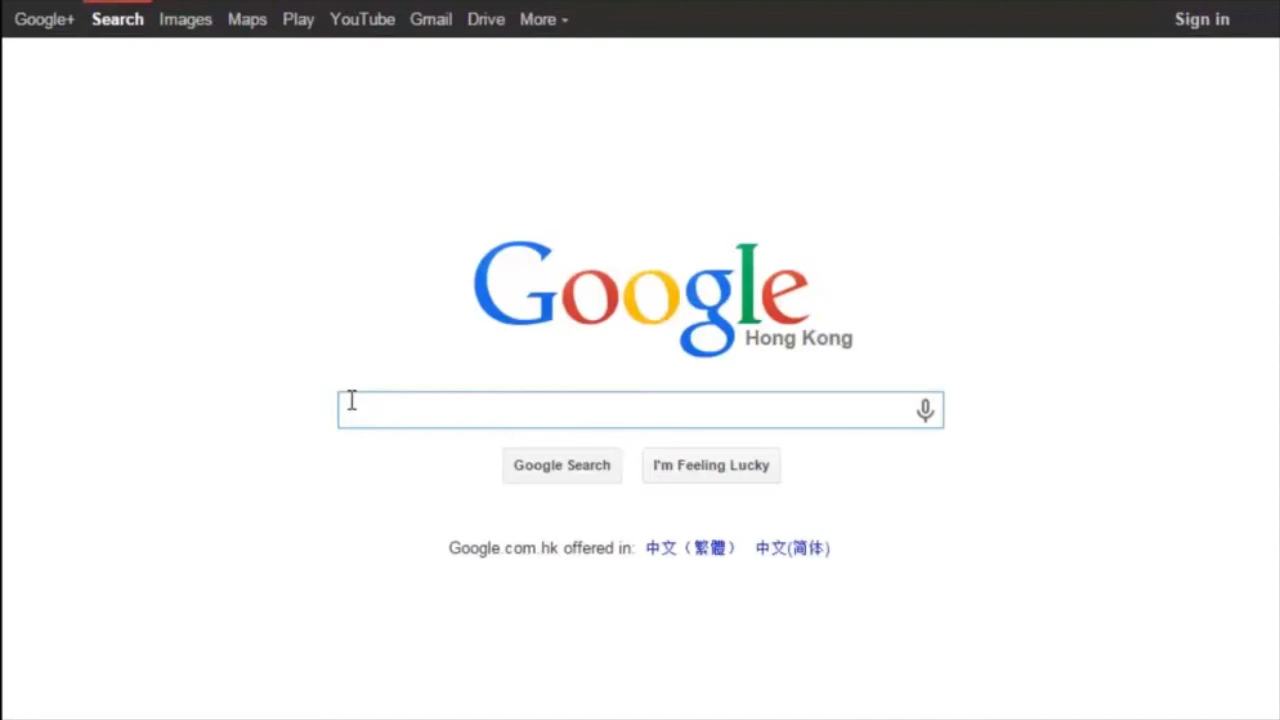 Google+ Search Images Maps Play YouTube Gmail Drive More Sign in
Google
Hong Kong
Google Search I'm Feeling Lucky
Google.com.hk offered in: 中文（繁體） 中文(简体)